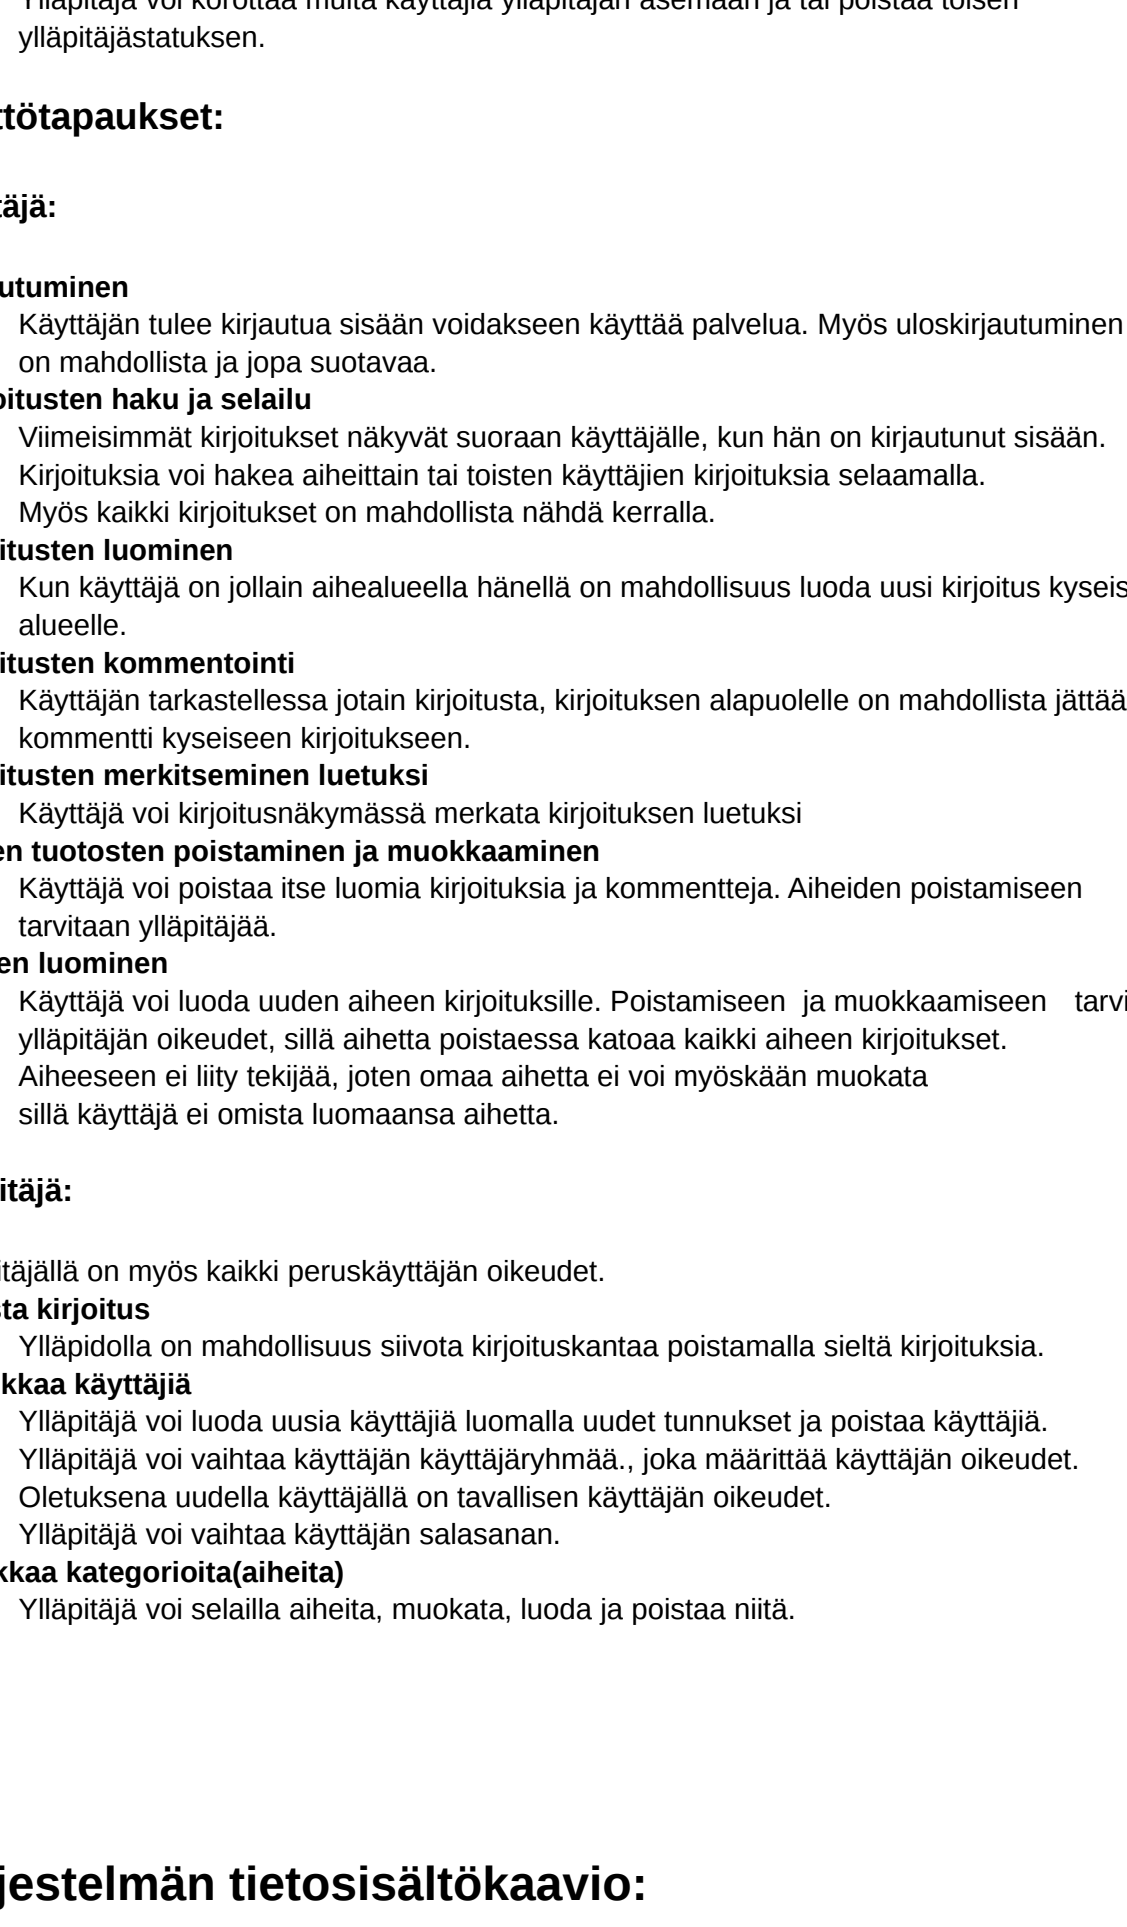 Ylläpitäjä voi korottaa muita käyttäjiä ylläpitäjän asemaan ja tai poistaa toisen
ylläpitäjästatuksen.
ttötapaukset:
täjä:
utuminen
Käyttäjän tulee kirjautua sisään voidakseen käyttää palvelua. Myös uloskirjautuminen
on mahdollista ja jopa suotavaa.
oitusten haku ja selailu
Viimeisimmät kirjoitukset näkyvät suoraan käyttäjälle, kun hän on kirjautunut sisään.
Kirjoituksia voi hakea aiheittain tai toisten käyttäjien kirjoituksia selaamalla.
Myös kaikki kirjoitukset on mahdollista nähdä kerralla.
itusten luominen
Kun käyttäjä on jollain aihealueella hänellä on mahdollisuus luoda uusi kirjoitus kyseis
alueelle.
itusten kommentointi
Käyttäjän tarkastellessa jotain kirjoitusta, kirjoituksen alapuolelle on mahdollista jättää
kommentti kyseiseen kirjoitukseen.
itusten merkitseminen luetuksi
Käyttäjä voi kirjoitusnäkymässä merkata kirjoituksen luetuksi
en tuotosten poistaminen ja muokkaaminen
Käyttäjä voi poistaa itse luomia kirjoituksia ja kommentteja. Aiheiden poistamiseen
tarvitaan ylläpitäjää.
en luominen
Käyttäjä voi luoda uuden aiheen kirjoituksille. Poistamiseen ja muokkaamiseen tarvi
ylläpitäjän oikeudet, sillä aihetta poistaessa katoaa kaikki aiheen kirjoitukset.
Aiheeseen ei liity tekijää, joten omaa aihetta ei voi myöskään muokata
sillä käyttäjä ei omista luomaansa aihetta.
itäjä:
itäjällä on myös kaikki peruskäyttäjän oikeudet.
sta kirjoitus
Ylläpidolla on mahdollisuus siivota kirjoituskantaa poistamalla sieltä kirjoituksia.
kkaa käyttäjiä
Ylläpitäjä voi luoda uusia käyttäjiä luomalla uudet tunnukset ja poistaa käyttäjiä.
Ylläpitäjä voi vaihtaa käyttäjän käyttäjäryhmää., joka määrittää käyttäjän oikeudet.
Oletuksena uudella käyttäjällä on tavallisen käyttäjän oikeudet.
Ylläpitäjä voi vaihtaa käyttäjän salasanan.
kkaa kategorioita(aiheita)
Ylläpitäjä voi selailla aiheita, muokata, luoda ja poistaa niitä.
jestelmän tietosisältökaavio: